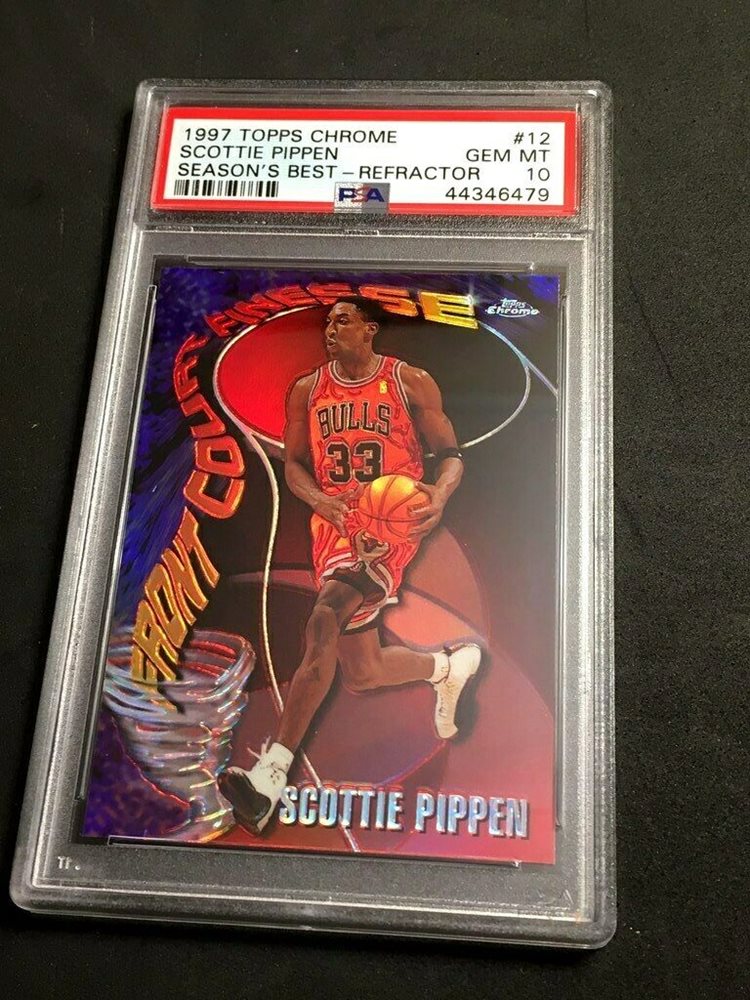 1997 TOPPS CHROME #12
SCOTTIE PIPPEN GEM MT
SEASON'S BEST - REFRACTOR 10
PSA 44346479
FRONT COURT FINESSE
Topps
Chrome
BULLS
33
SCOTTIE PIPPEN